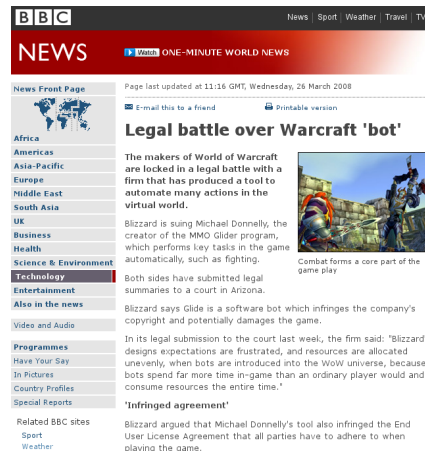 BBC
News Sport Weather Travel TV
NEWS
Watch ONE-MINUTE WORLD NEWS
News Front Page
Africa
Americas
Asia-Pacific
Europe
Middle East
South Asia
UK
Business
Health
Science & Environment
Technology
Entertainment
Also in the news
Video and Audio
Programmes
Have Your Say
In Pictures
Country Profiles
Special Reports
Related BBC sites
Sport
Weather
Page last updated at 11:16 GMT, Wednesday, 26 March 2008
E-mail this to a friend
Printable version
Legal battle over Warcraft 'bot'
The makers of World of Warcraft
are locked in a legal battle with a
firm that has produced a tool to
automate many actions in the
virtual world.
Blizzard is suing Michael Donnelly, the
creator of the MMO Glider program,
which performs key tasks in the game
automatically, such as fighting.
Combat forms a core part of the
game play
Both sides have submitted legal
summaries to a court in Arizona.
Blizzard says Glide is a software bot which infringes the company's
copyright and potentially damages the game.
In its legal submission to the court last week, the firm said: "Blizzard'
designs expectations are frustrated, and resources are allocated
unevenly, when bots are introduced into the WoW universe, because
bots spend far more time in-game than an ordinary player would and
consume resources the entire time."
'Infringed agreement'
Blizzard argued that Michael Donnelly's tool also infringed the End
User License Agreement that all parties have to adhere to when
playing the game.